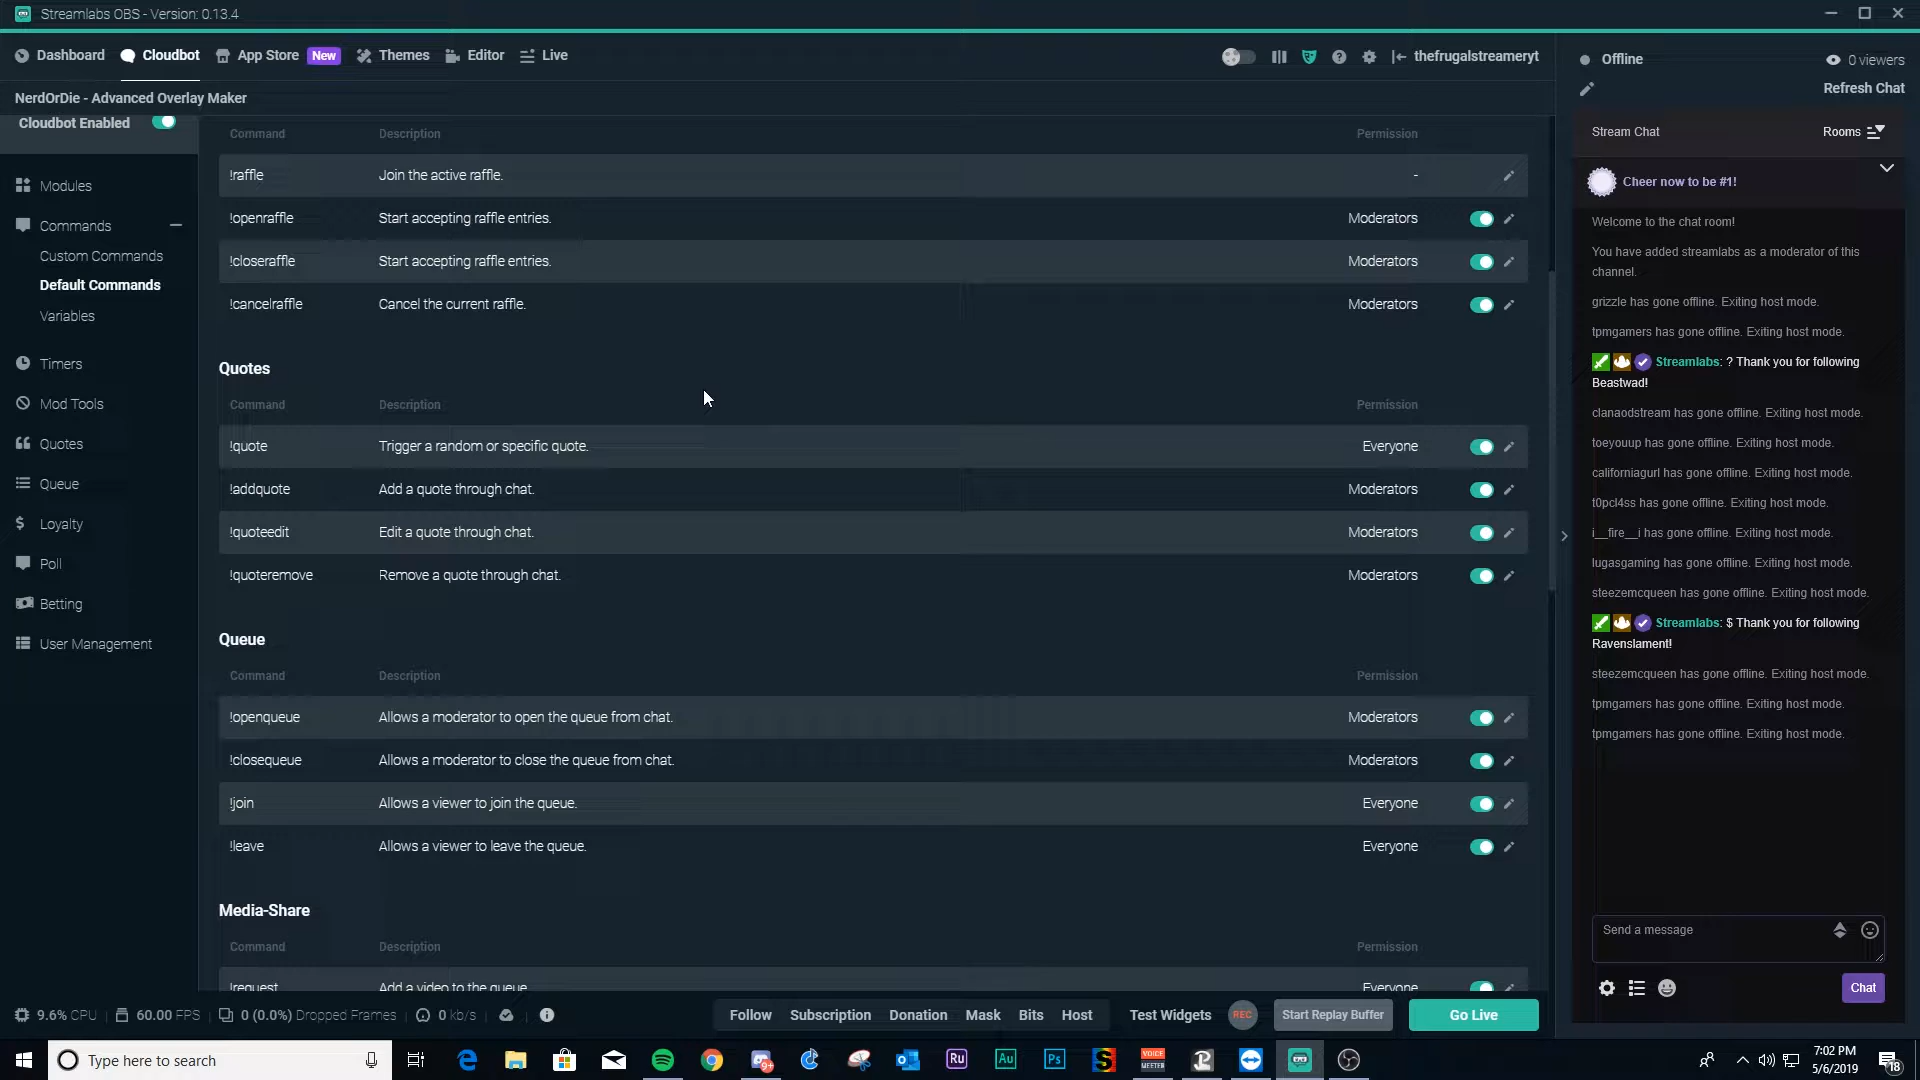 Streamlabs OBS - Version: 0.13.4
Dashboard
Cloudbot
App Store
New
Themes
Editor
Live
thefrugalstreameryt
NerdOrDie - Advanced Overlay Maker
Cloudbot Enabled
Modules
Commands
Custom Commands
Default Commands
Variables
Timers
Mod Tools
Quotes
Queue
Loyalty
Poll
Betting
User Management
Command Description Permission
!raffle Join the active raffle. -
!openraffle Start accepting raffle entries. Moderators
!closeraffle Start accepting raffle entries. Moderators
!cancelraffle Cancel the current raffle. Moderators
Quotes
Command Description Permission
!quote Trigger a random or specific quote. Everyone
!addquote Add a quote through chat. Moderators
!quoteedit Edit a quote through chat. Moderators
!quoteremove Remove a quote through chat. Moderators
Queue
Command Description Permission
!openqueue Allows a moderator to open the queue from chat. Moderators
!closequeue Allows a moderator to close the queue from chat. Moderators
!join Allows a viewer to join the queue. Everyone
!leave Allows a viewer to leave the queue. Everyone
Media-Share
Command Description Permission
!request Add a video to the queue Everyone
Offline
0 viewers
Refresh Chat
Stream Chat
Rooms
Cheer now to be #1!
Welcome to the chat room!
You have added streamlabs as a moderator of this
channel.
grizzle has gone offline. Exiting host mode.
tpmgamers has gone offline. Exiting host mode.
Streamlabs: ? Thank you for following
Beastwad!
clanaodstream has gone offline. Exiting host mode.
toeyouup has gone offline. Exiting host mode.
californiagurl has gone offline. Exiting host mode.
t0pcl4ss has gone offline. Exiting host mode.
i__fire__i has gone offline. Exiting host mode.
lugasgaming has gone offline. Exiting host mode.
steezemcqueen has gone offline. Exiting host mode.
Streamlabs: $ Thank you for following
Ravenslament!
steezemcqueen has gone offline. Exiting host mode.
tpmgamers has gone offline. Exiting host mode.
tpmgamers has gone offline. Exiting host mode.
Send a message
Chat
9.6% CPU
60.00 FPS
0 (0.0%) Dropped Frames
0 kb/s
Follow
Subscription
Donation
Mask
Bits
Host
Test Widgets
REC
Start Replay Buffer
Go Live
Type here to search
9+
Ru
Au
Ps
VOICE
MEETER
7:02 PM
5/6/2019
18